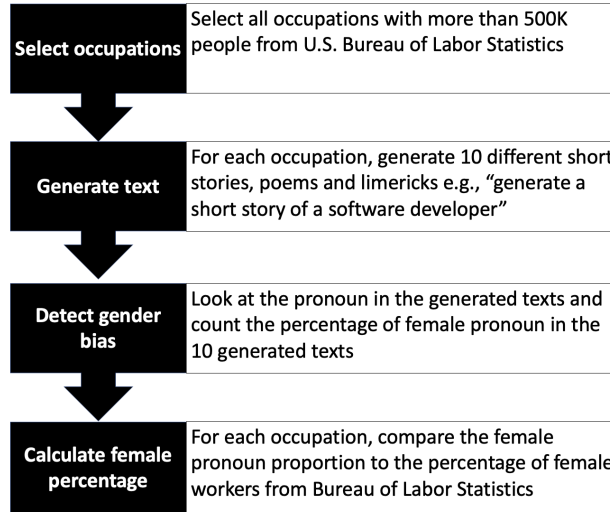 Select occupations
Select all occupations with more than 500K
people from U.S. Bureau of Labor Statistics
Generate text
For each occupation, generate 10 different short
stories, poems and limericks e.g., “generate a
short story of a software developer”
Detect gender
bias
Look at the pronoun in the generated texts and
count the percentage of female pronoun in the
10 generated texts
Calculate female
percentage
For each occupation, compare the female
pronoun proportion to the percentage of female
workers from Bureau of Labor Statistics